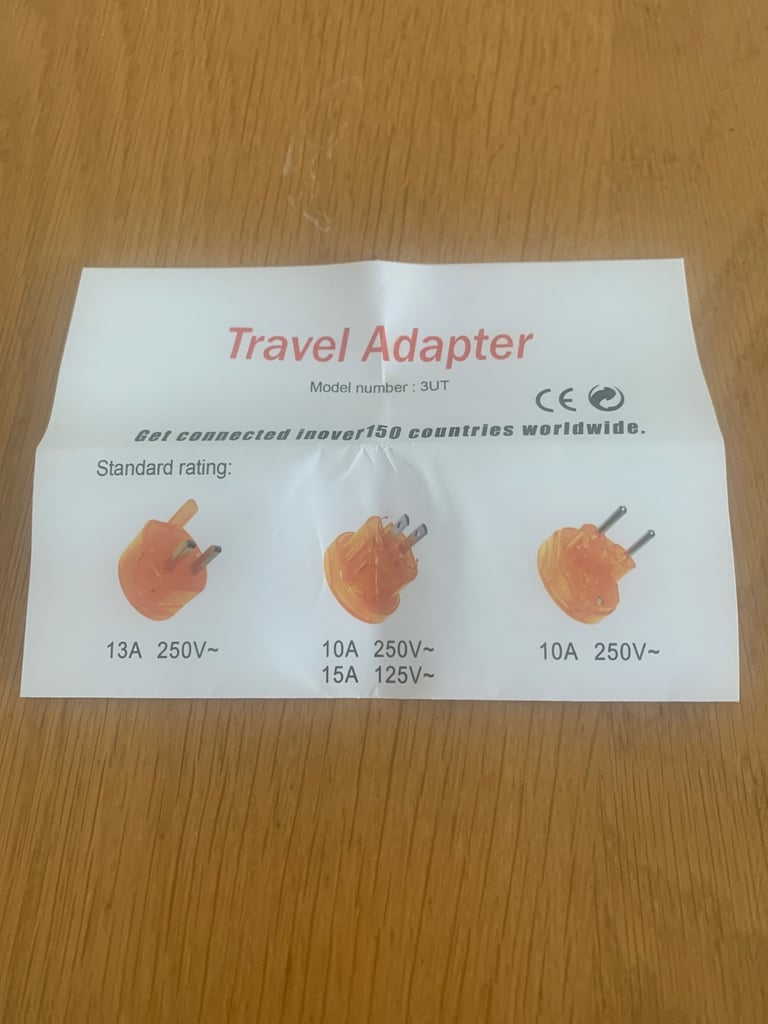 Travel Adapter
Model number : 3UT
CE
Get connected inover150 countries worldwide.
Standard rating:
13A 250V~ 10A 250V~ 10A 250V~
15A 125V~